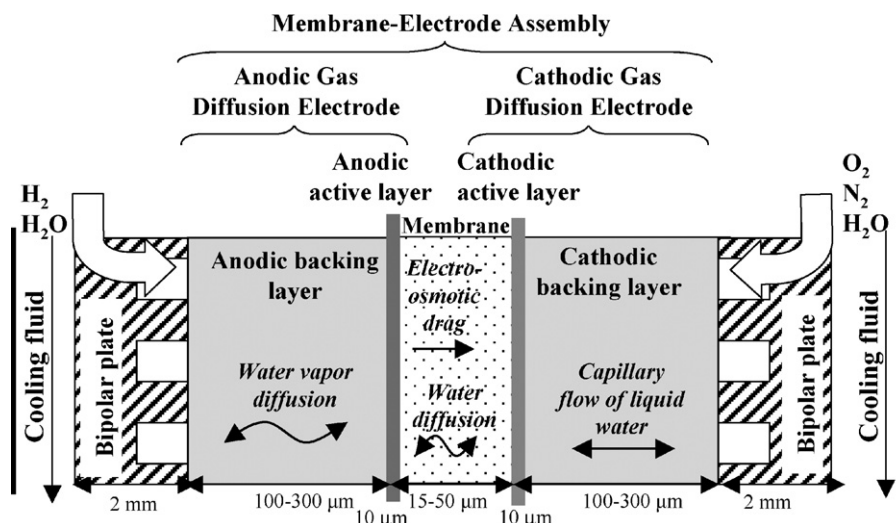 Membrane-Electrode Assembly
Anodic Gas
Diffusion Electrode
Cathodic Gas
Diffusion Electrode
Anodic
active layer
Cathodic
active layer
H₂
H₂O
O₂
N₂
H₂O
Membrane
Anodic backing
layer
Electro-
osmotic
drag
Cathodic
backing layer
Cooling fluid
Bipolar plate
Water vapor
diffusion
Water
diffusion
Capillary
flow of liquid
water
Bipolar plate
Cooling fluid
2 mm
100-300 µm
10 µm
15-50 µm
10 µm
100-300 µm
2 mm